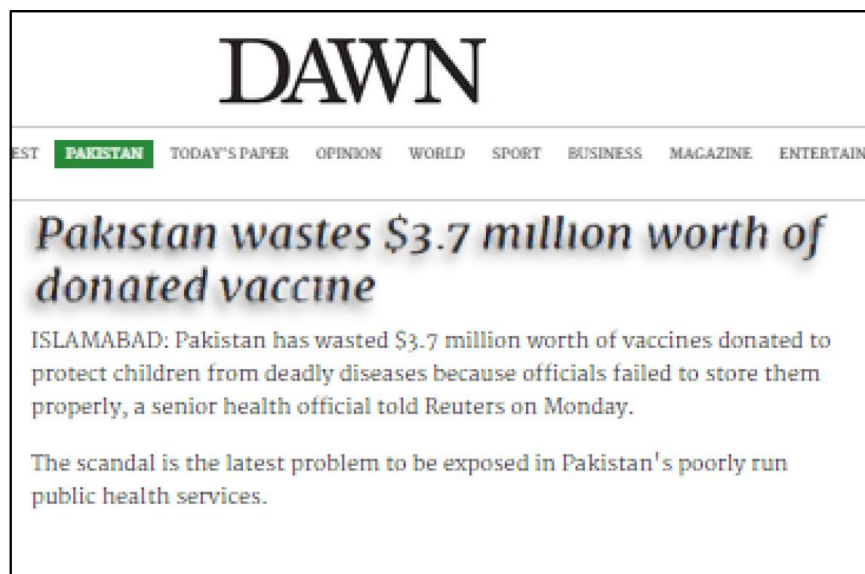 DAWN
EST PAKISTAN TODAY'S PAPER OPINION WORLD SPORT BUSINESS MAGAZINE ENTERTAIN
Pakistan wastes $3.7 million worth of
donated vaccine
ISLAMABAD: Pakistan has wasted $3.7 million worth of vaccines donated to
protect children from deadly diseases because officials failed to store them
properly, a senior health official told Reuters on Monday.
The scandal is the latest problem to be exposed in Pakistan's poorly run
public health services.